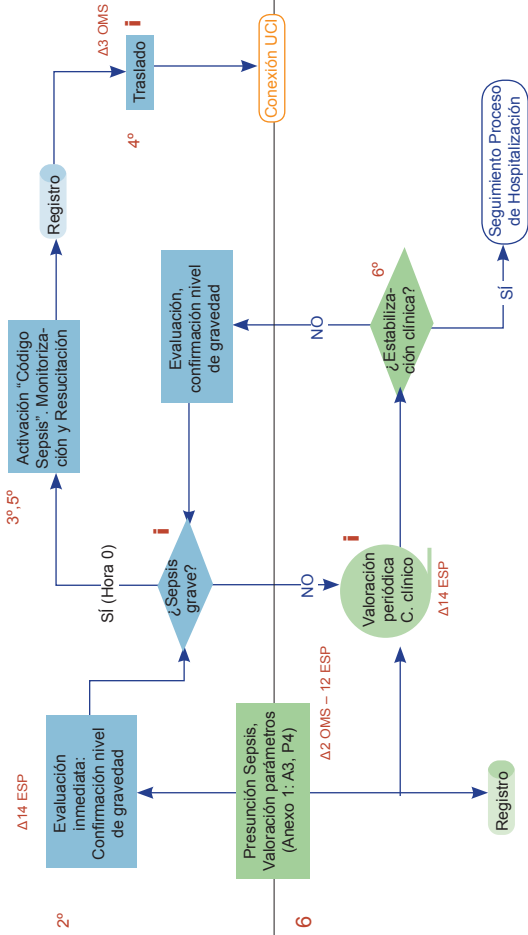 2º
Δ14 ESP
Evaluación
inmediata:
Confirmación nivel
de gravedad
3º,5º
Activación “Código
Sepsis”. Monitoriza-
ción y Resucitación
Registro
Δ3 OMS
4º
Traslado
i
Conexión UCI
SÍ (Hora 0)
¿Sepsis
grave?
i
Evaluación,
confirmación nivel
de gravedad
NO
NO
6
Presunción Sepsis,
Valoración parámetros
(Anexo 1: A3, P4)
Δ2 OMS – 12 ESP
Valoración
periódica
C. clínico
i
Δ14 ESP
¿Estabiliza-
ción clínica?
6º
SÍ
Seguimiento Proceso
de Hospitalización
Registro